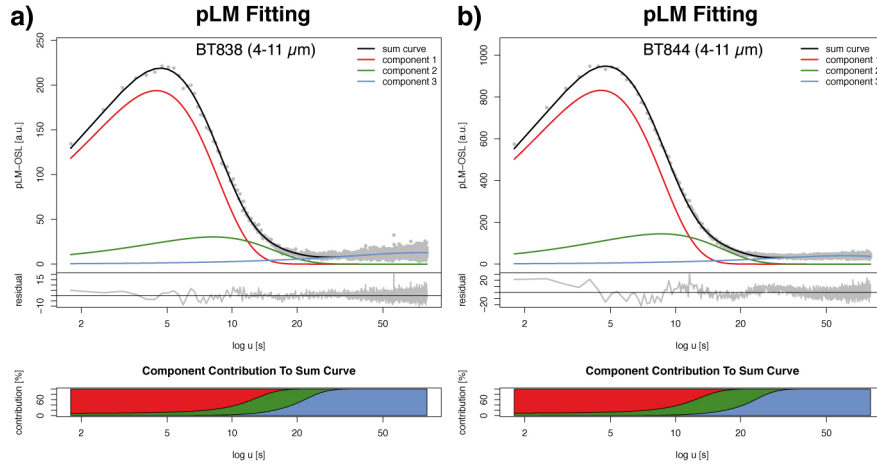 a)
pLM Fitting
BT838 (4-11 µm)
sum curve
component 1
component 2
component 3
pLM−OSL [a.u.]
0
50
100
150
200
250
residual
−10
5
15
2
5
10
20
50
log u [s]
Component Contribution To Sum Curve
contribution [%]
0
60
2
5
10
20
50
log u [s]
b)
pLM Fitting
BT844 (4-11 µm)
sum curve
component 1
component 2
component 3
pLM−OSL [a.u.]
0
200
400
600
800
1000
residual
−20
0
20
2
5
10
20
50
log u [s]
Component Contribution To Sum Curve
contribution [%]
0
60
2
5
10
20
50
log u [s]